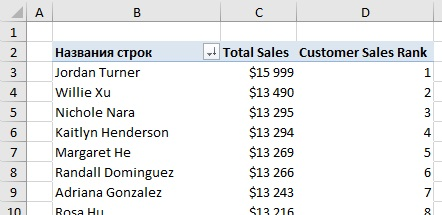 A B C D
1
2 Названия строк Total Sales Customer Sales Rank
3 Jordan Turner $15 999 1
4 Willie Xu $13 490 2
5 Nichole Nara $13 295 3
6 Kaitlyn Henderson $13 294 4
7 Margaret He $13 269 5
8 Randall Dominguez $13 266 6
9 Adriana Gonzalez $13 243 7
10 Rosa Hu $13 216 8